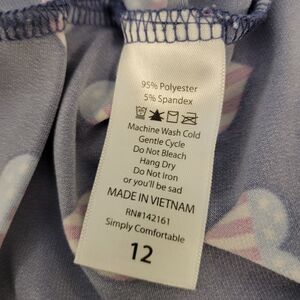 95% Polyester
5% Spandex
Machine Wash Cold
Gentle Cycle
Do Not Bleach
Hang Dry
Do Not Iron
or you'll be sad
MADE IN VIETNAM
RN#142161
Simply Comfortable
12